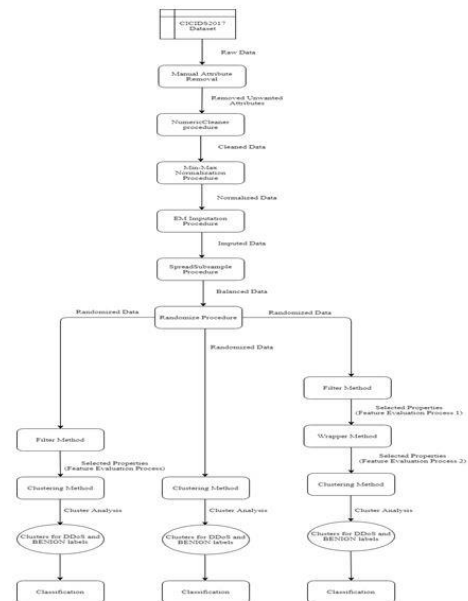 CICIDS2017
Dataset
Raw Data
Manual Attribute
Removal
Removed Unwanted
Attributes
NumericCleaner
procedure
Cleaned Data
Min-Max
Normalization
Procedure
Normalized Data
EM Imputation
Procedure
Imputed Data
SpreadSubsample
Procedure
Balanced Data
Randomized Data
Randomize Procedure
Randomized Data
Randomized Data
Filter Method
Selected Properties
(Feature Evaluation Process)
Clustering Method
Cluster Analysis
Clusters for DDoS and
BENIGN labels
Classification
Clustering Method
Cluster Analysis
Clusters for DDoS and
BENIGN labels
Classification
Filter Method
Selected Properties
(Feature Evaluation Process 1)
Wrapper Method
Selected Properties
(Feature Evaluation Process 2)
Clustering Method
Cluster Analysis
Clusters for DDoS and
BENIGN labels
Classification